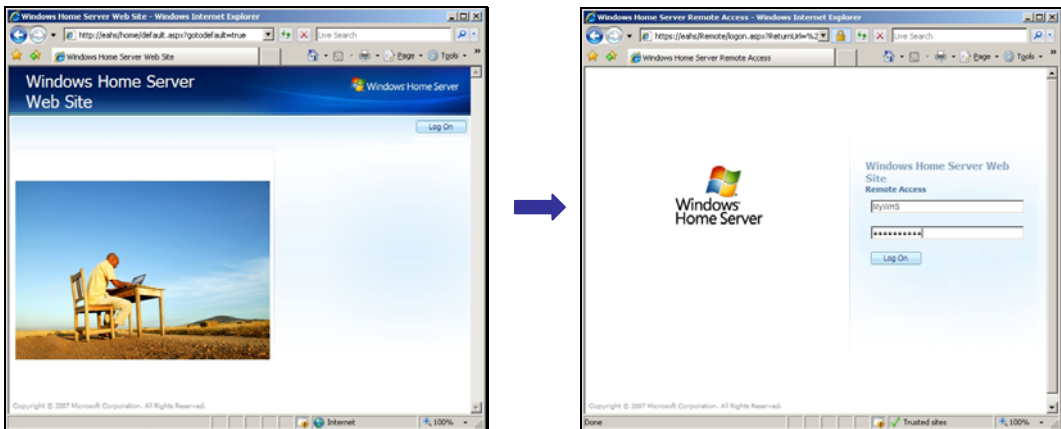 Windows Home Server Web Site - Windows Internet Explorer
http://eahs/home/default.aspx?gotodefault=true
Live Search
Windows Home Server Web Site
Page
Tools
»
Windows Home Server
Web Site
Windows Home Server
Log On
Copyright © 2007 Microsoft Corporation. All Rights Reserved.
Internet
100%
Windows Home Server Remote Access - Windows Internet Explorer
https://eahs/Remote/logon.aspx?ReturnUrl=%2
Live Search
Windows Home Server Remote Access
Page
Tools
»
Windows
Home Server
Windows Home Server Web
Site
Remote Access
MyWHS
••••••••••
Log On
Copyright © 2007 Microsoft Corporation. All Rights Reserved.
Done
Trusted sites
100%